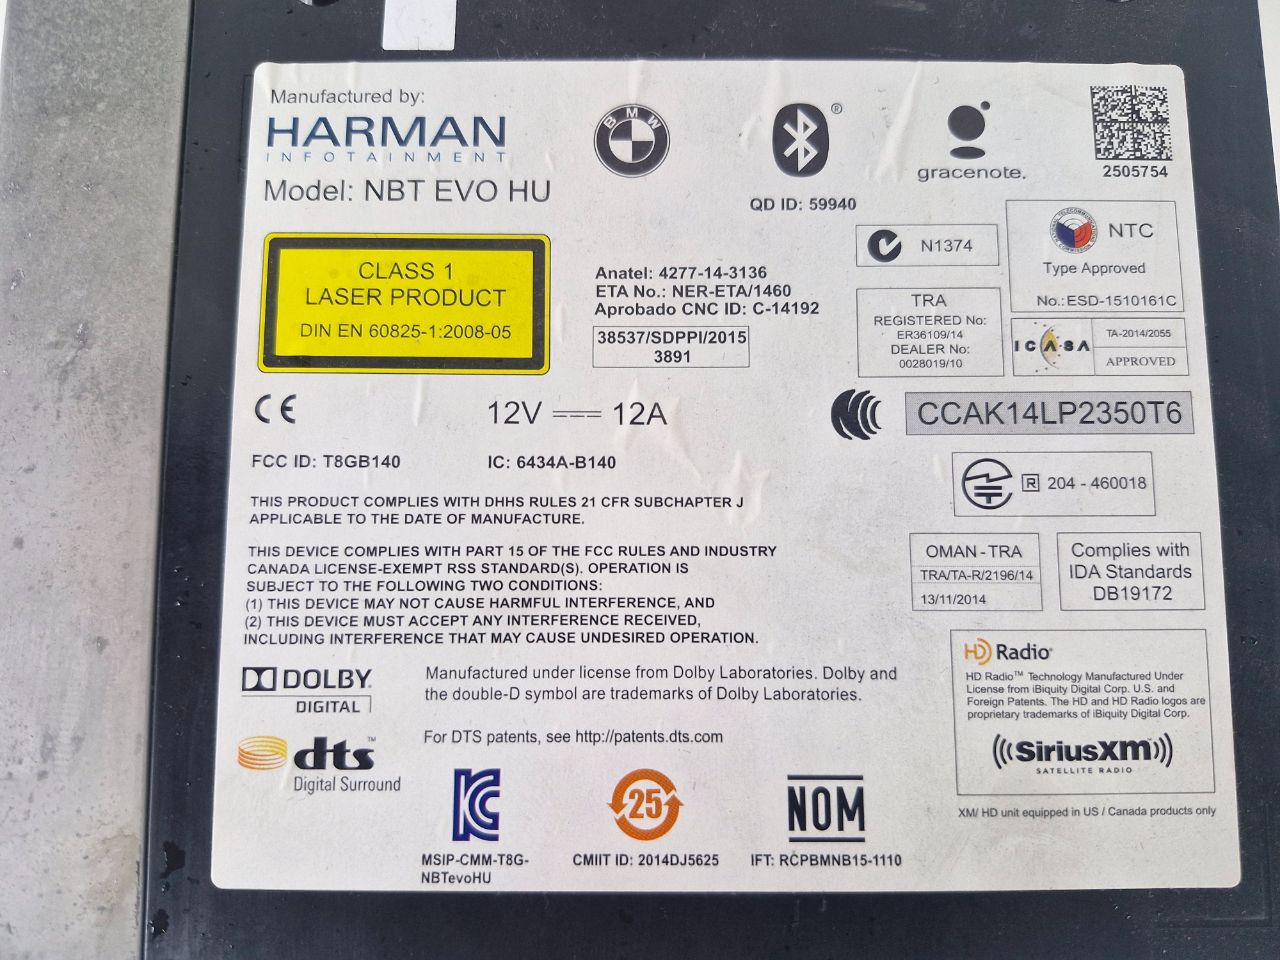 Manufactured by:
HARMAN
INFOTAINMENT
Model: NBT EVO HU
BMW
®
QD ID: 59940
gracenote.
2505754
CLASS 1
LASER PRODUCT
DIN EN 60825-1:2008-05
Anatel: 4277-14-3136
ETA No.: NER-ETA/1460
Aprobado CNC ID: C-14192
38537/SDPPI/2015
3891
N1374
NTC
Type Approved
No.:ESD-1510161C
TRA
REGISTERED No:
ER36109/14
DEALER No:
0028019/10
ICASA
TA-2014/2055
APPROVED
CE
12V 12A
CCAK14LP2350T6
FCC ID: T8GB140
IC: 6434A-B140
R 204 - 460018
THIS PRODUCT COMPLIES WITH DHHS RULES 21 CFR SUBCHAPTER J
APPLICABLE TO THE DATE OF MANUFACTURE.
THIS DEVICE COMPLIES WITH PART 15 OF THE FCC RULES AND INDUSTRY
CANADA LICENSE-EXEMPT RSS STANDARD(S). OPERATION IS
SUBJECT TO THE FOLLOWING TWO CONDITIONS:
(1) THIS DEVICE MAY NOT CAUSE HARMFUL INTERFERENCE, AND
(2) THIS DEVICE MUST ACCEPT ANY INTERFERENCE RECEIVED,
INCLUDING INTERFERENCE THAT MAY CAUSE UNDESIRED OPERATION.
OMAN - TRA
TRA/TA-R/2196/14
13/11/2014
Complies with
IDA Standards
DB19172
DOLBY
DIGITAL
Manufactured under license from Dolby Laboratories. Dolby and
the double-D symbol are trademarks of Dolby Laboratories.
dts™
Digital Surround
For DTS patents, see http://patents.dts.com
HD Radio
HD Radio™ Technology Manufactured Under
License from iBiquity Digital Corp. U.S. and
Foreign Patents. The HD and HD Radio logos are
proprietary trademarks of iBiquity Digital Corp.
SiriusXM
SATELLITE RADIO
XM/ HD unit equipped in US / Canada products only
MSIP-CMM-T8G-
NBTevoHU
25
CMIIT ID: 2014DJ5625
NOM
IFT: RCPBMNB15-1110